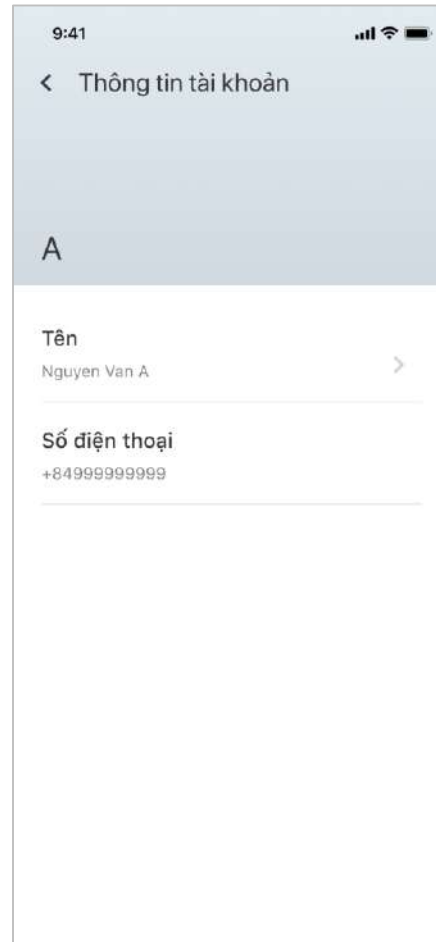 9:41
Thông tin tài khoản
A
Tên
Nguyen Van A
Số điện thoại
+84999999999